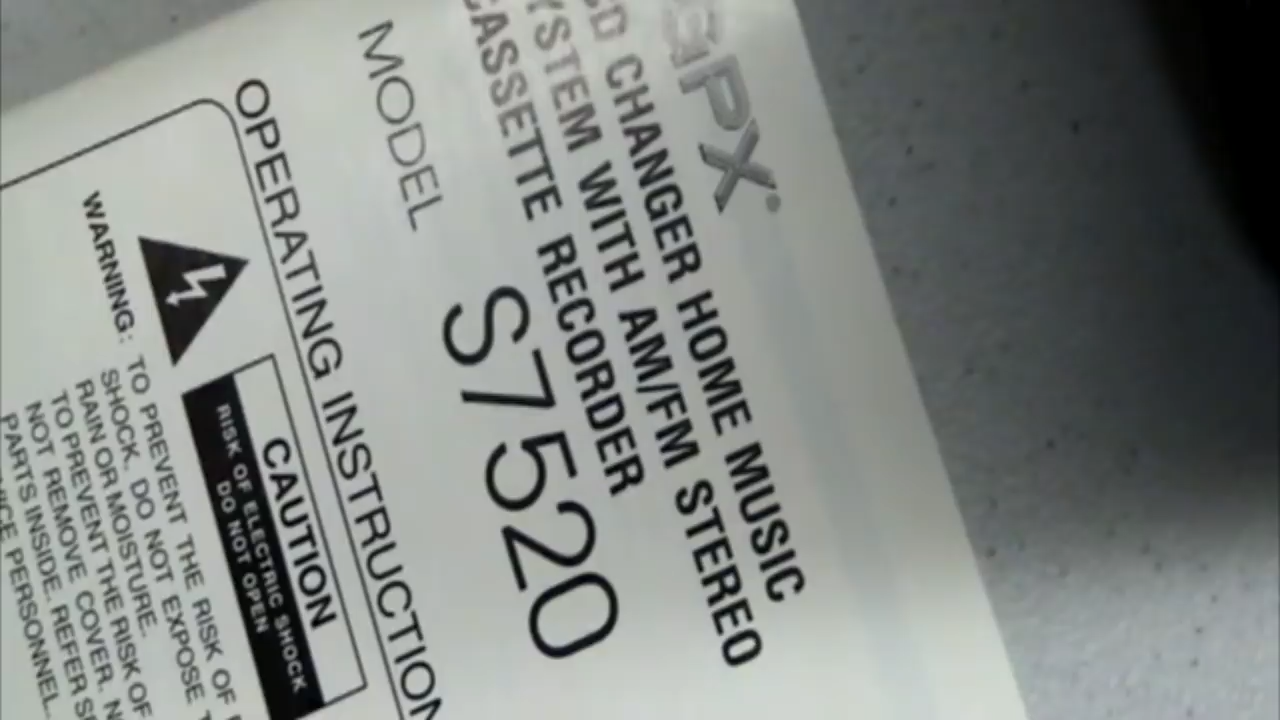 GPX
CD CHANGER HOME MUSIC
SYSTEM WITH AM/FM STEREO
CASSETTE RECORDER
MODEL S7520
OPERATING INSTRUCTION
CAUTION
RISK OF ELECTRIC SHOCK
DO NOT OPEN
WARNING: TO PREVENT THE RISK OF
SHOCK, DO NOT EXPOSE
RAIN OR MOISTURE.
TO PREVENT THE RISK OF
NOT REMOVE COVER.
PARTS INSIDE. REFER
PERSONNEL.